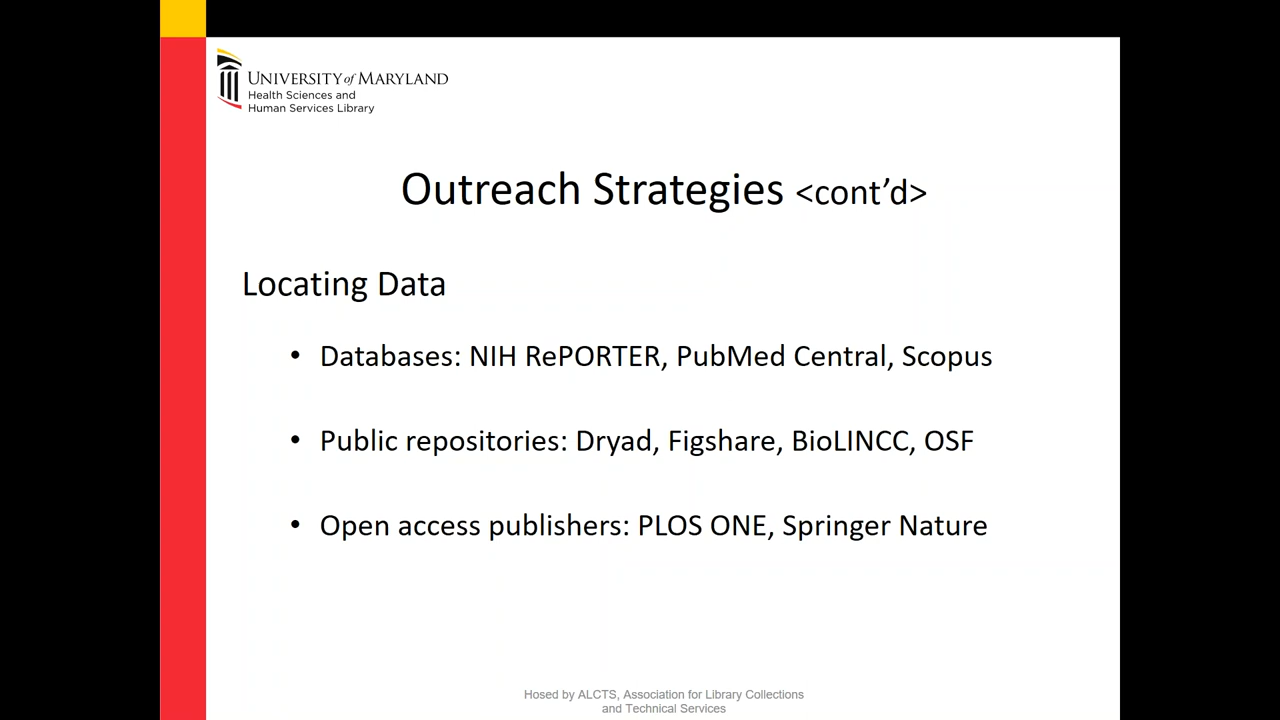 UNIVERSITY of MARYLAND
Health Sciences and
Human Services Library
Outreach Strategies <cont’d>
Locating Data
• Databases: NIH RePORTER, PubMed Central, Scopus
• Public repositories: Dryad, Figshare, BioLINCC, OSF
• Open access publishers: PLOS ONE, Springer Nature
Hosed by ALCTS, Association for Library Collections
and Technical Services